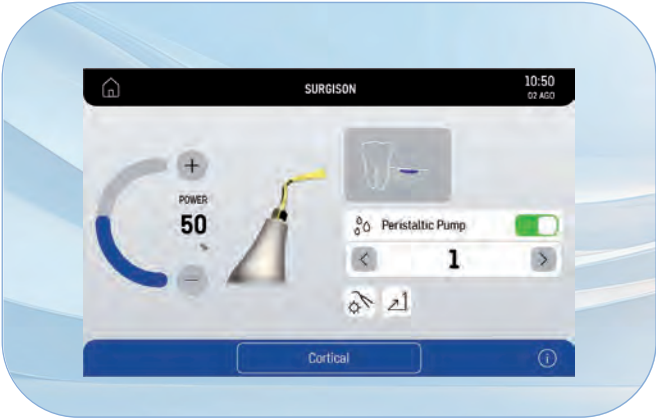 SURGISON
10:50
02 AGO
POWER
50
%
Peristaltic Pump
1
Cortical